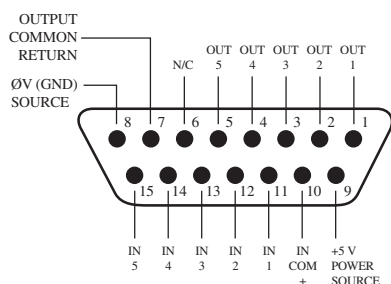 OUTPUT
COMMON
RETURN
ØV (GND)
SOURCE
N/C
OUT
5
OUT
4
OUT
3
OUT
2
OUT
1
8 7 6 5 4 3 2 1
15 14 13 12 11 10 9
IN
5
IN
4
IN
3
IN
2
IN
1
IN
COM
+
+5 V
POWER
SOURCE